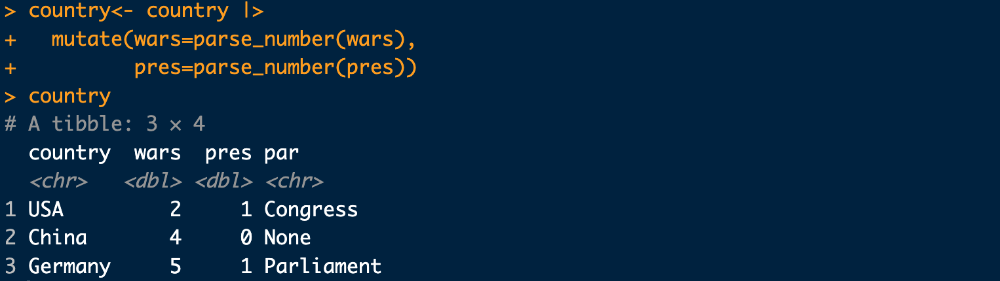 > country<- country |>
+   mutate(wars=parse_number(wars),
+          pres=parse_number(pres))
> country
# A tibble: 3 × 4
  country  wars  pres par
  <chr>   <dbl> <dbl> <chr>
1 USA         2     1 Congress
2 China       4     0 None
3 Germany     5     1 Parliament